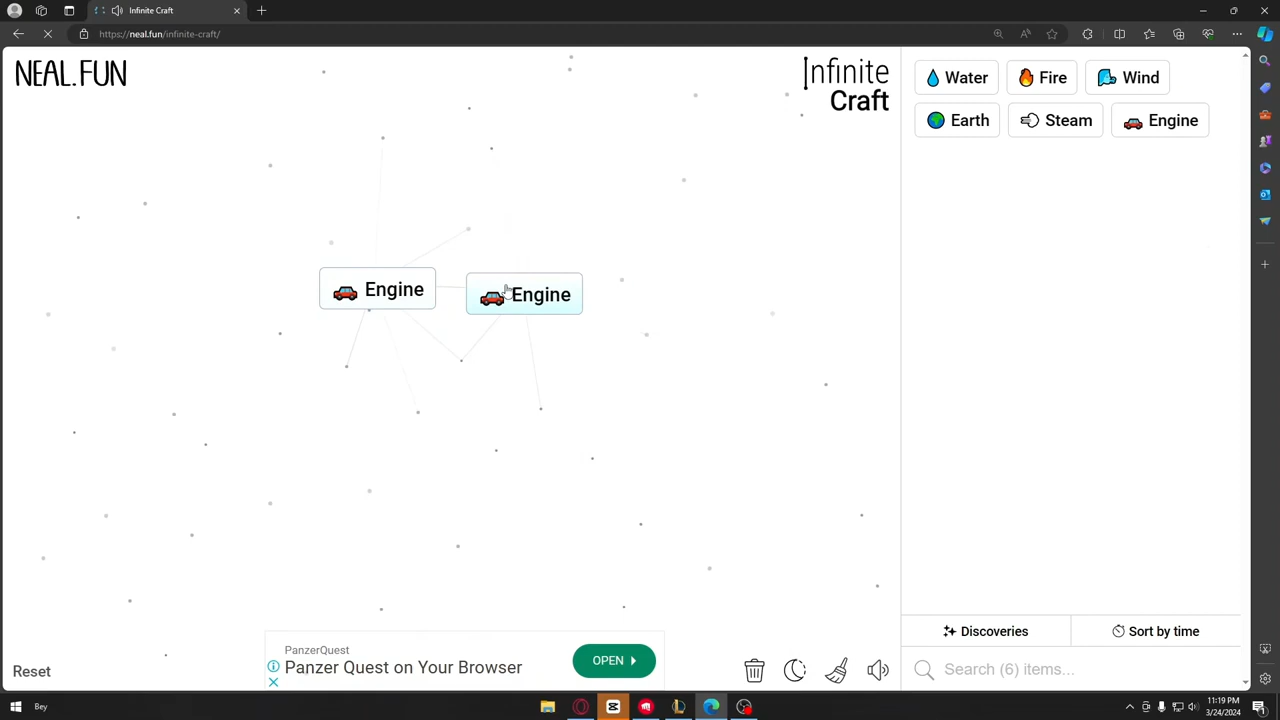 Infinite Craft
https://neal.fun/infinite-craft/
NEAL.FUN
Infinite
Craft
Water
Fire
Wind
Earth
Steam
Engine
Engine
Engine
PanzerQuest
Panzer Quest on Your Browser
OPEN
Reset
Discoveries
Sort by time
Search (6) items...
Bey
11:19 PM
3/24/2024